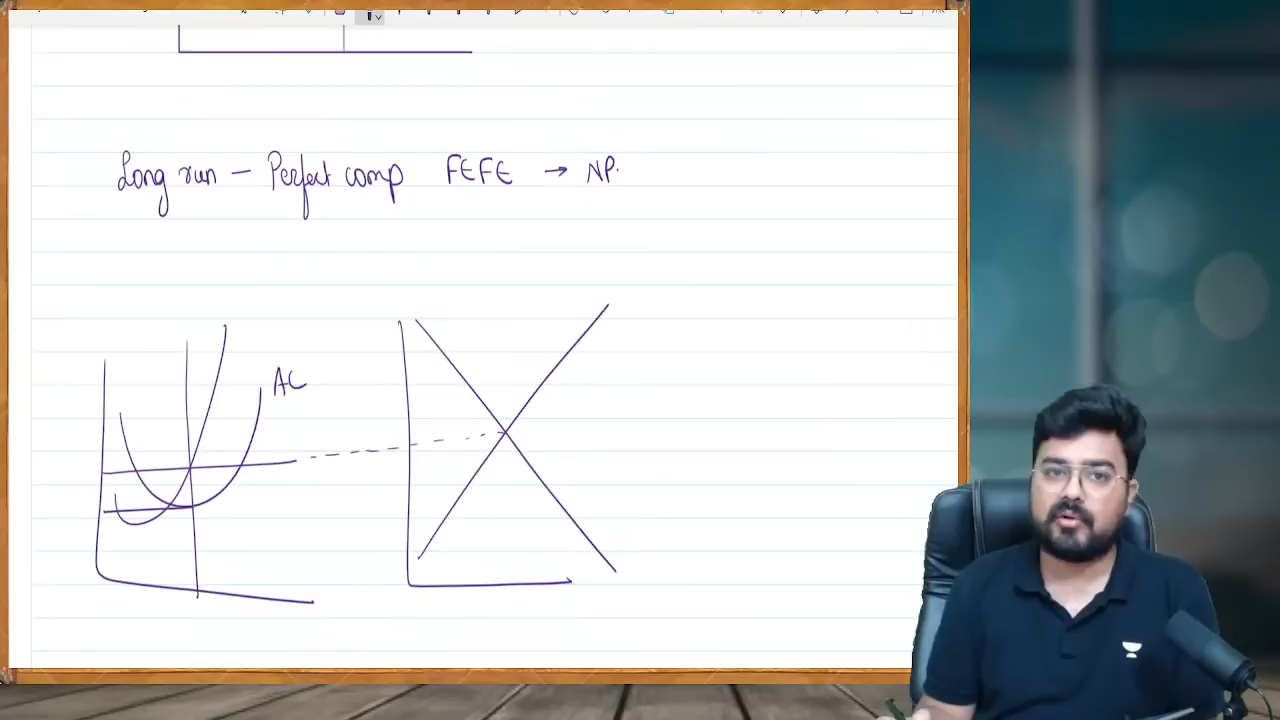 Long run – Perfect comp FEFE → NP.
AC